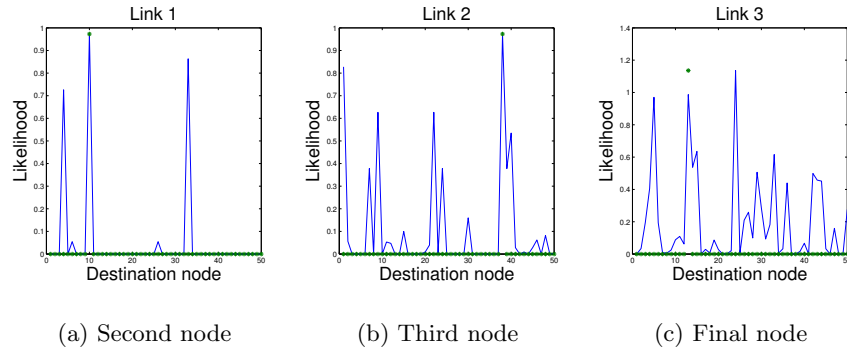 Link 1
Link 2
Link 3
Likelihood
1
0.9
0.8
0.7
0.6
0.5
0.4
0.3
0.2
0.1
0
0 10 20 30 40 50
Destination node
Likelihood
1
0.9
0.8
0.7
0.6
0.5
0.4
0.3
0.2
0.1
0
0 10 20 30 40 50
Destination node
Likelihood
1.4
1.2
1
0.8
0.6
0.4
0.2
0
0 10 20 30 40 50
Destination node
(a) Second node
(b) Third node
(c) Final node